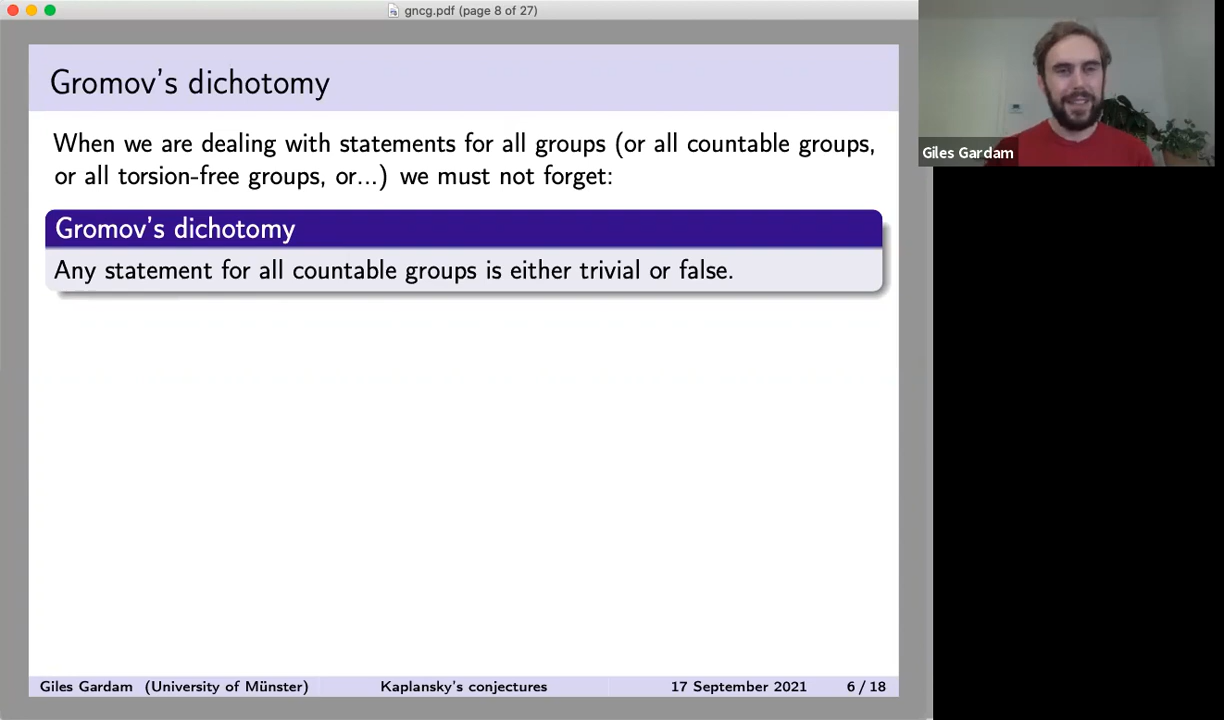 gncg.pdf (page 8 of 27)
Gromov's dichotomy
When we are dealing with statements for all groups (or all countable groups,
or all torsion-free groups, or...) we must not forget:
Gromov's dichotomy
Any statement for all countable groups is either trivial or false.
Giles Gardam
Giles Gardam (University of Münster) Kaplansky's conjectures 17 September 2021 6 / 18